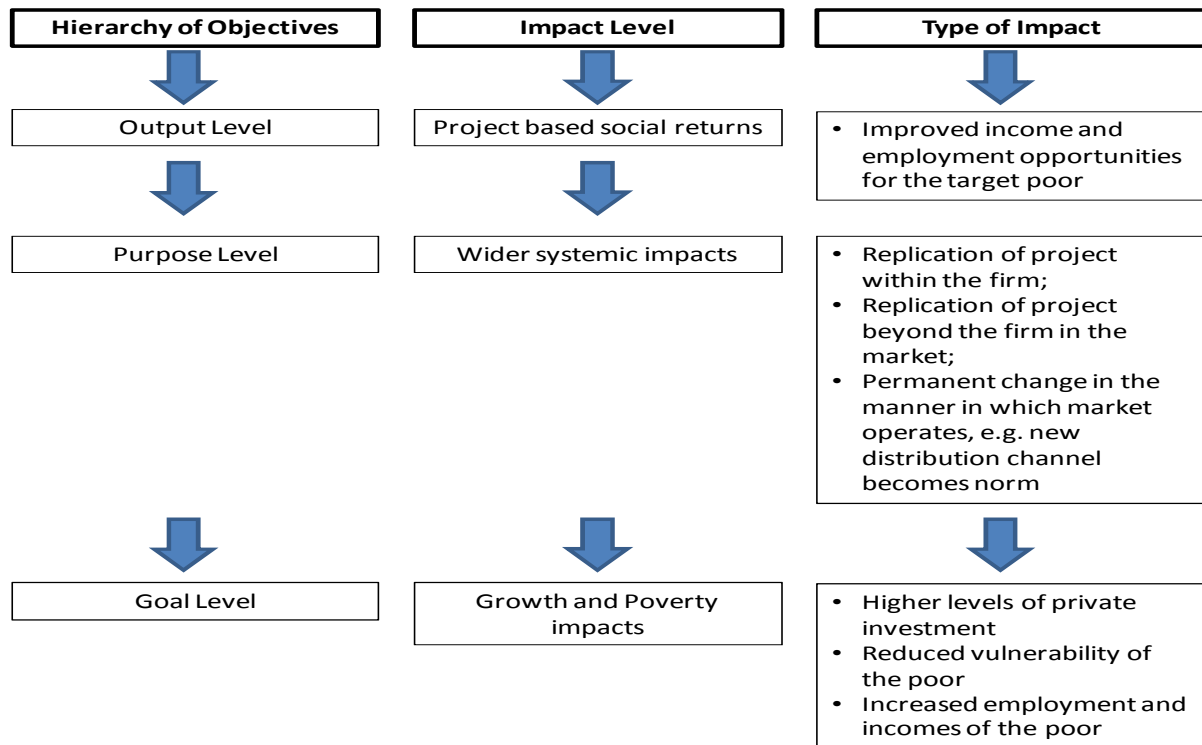 Hierarchy of Objectives
Impact Level
Type of Impact
Output Level
Project based social returns
• Improved income and
employment opportunities
for the target poor
Purpose Level
Wider systemic impacts
• Replication of project
within the firm;
• Replication of project
beyond the firm in the
market;
• Permanent change in the
manner in which market
operates, e.g. new
distribution channel
becomes norm
Goal Level
Growth and Poverty
impacts
• Higher levels of private
investment
• Reduced vulnerability of
the poor
• Increased employment and
incomes of the poor